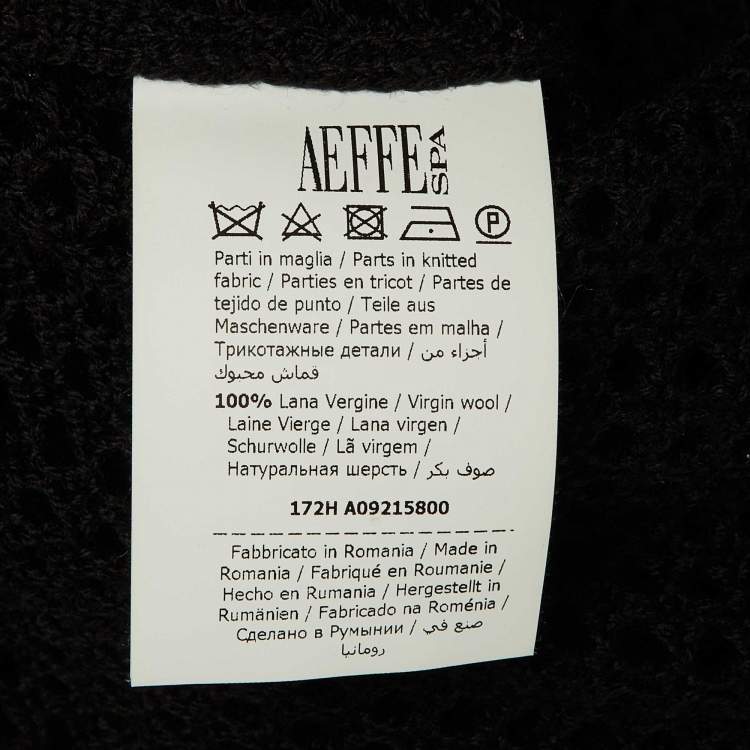 AEFFE SPA
P
Parti in maglia / Parts in knitted
fabric / Parties en tricot / Partes de
tejido de punto / Teile aus
Maschenware / Partes em malha /
Трикотажные детали / أجزاء من
قماش محبوك
100% Lana Vergine / Virgin wool /
Laine Vierge / Lana virgen /
Schurwolle / Lã virgem /
Натуральная шерсть / صوف بكر
172H A09215800
Fabbricato in Romania / Made in
Romania / Fabriqué en Roumanie /
Hecho en Rumania / Hergestellt in
Rumänien / Fabricado na Roménia /
Сделано в Румынии / صنع في
رومانيا